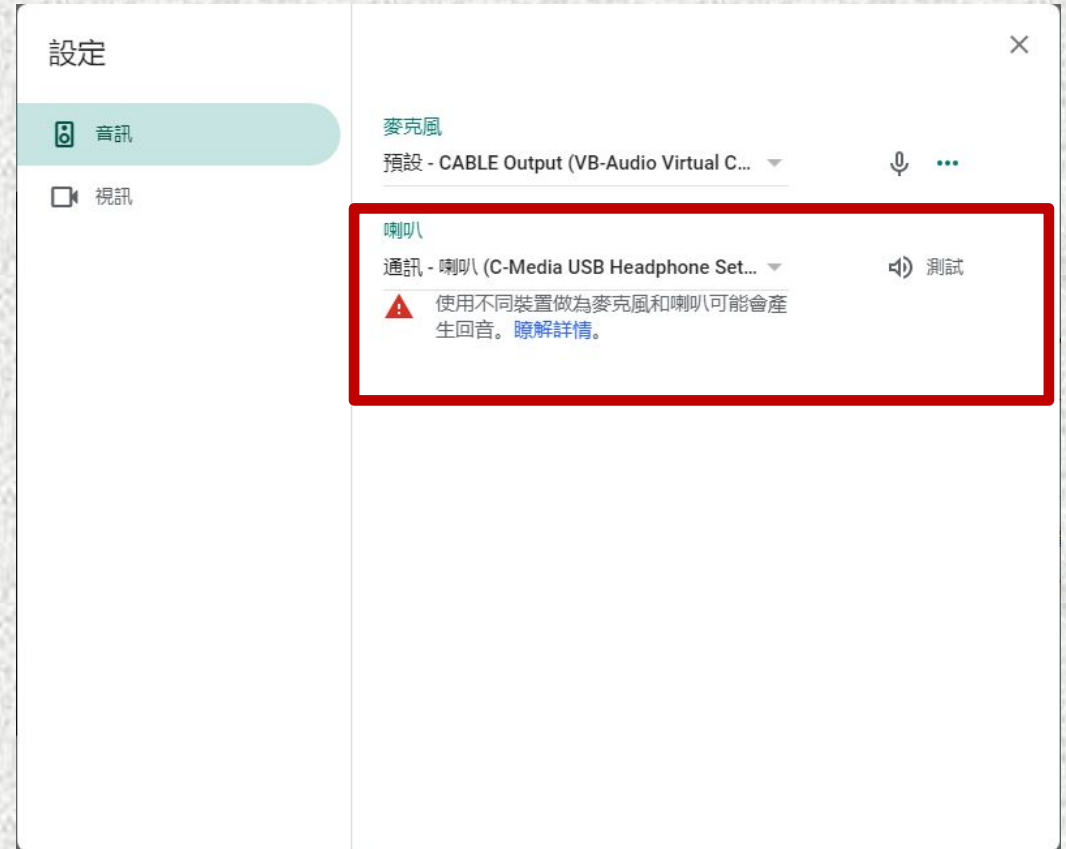 設定
音訊
視訊
麥克風
預設 - CABLE Output (VB-Audio Virtual C...
喇叭
通訊 - 喇叭 (C-Media USB Headphone Set...
測試
使用不同裝置做為麥克風和喇叭可能會產
生回音。瞭解詳情。